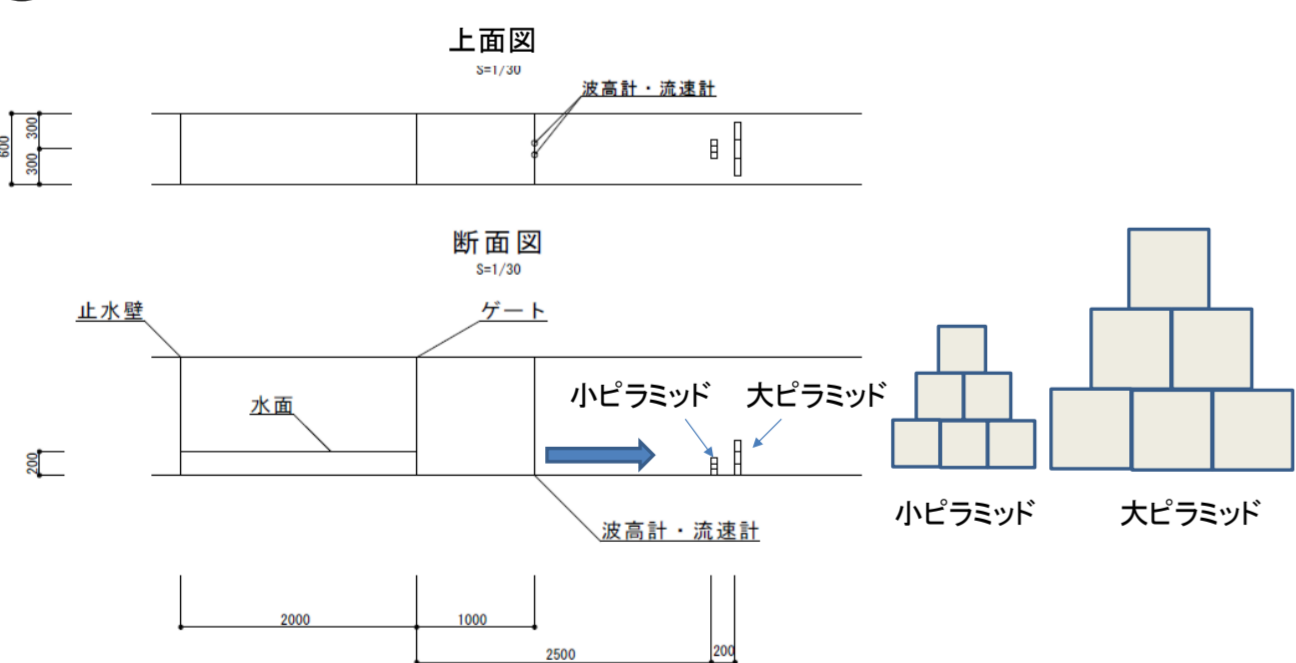 上面図
S=1/30
波高計・流速計
600
300
300
断面図
S=1/30
止水壁
ゲート
水面
200
小ピラミッド
大ピラミッド
波高計・流速計
小ピラミッド
大ピラミッド
2000
1000
2500
200